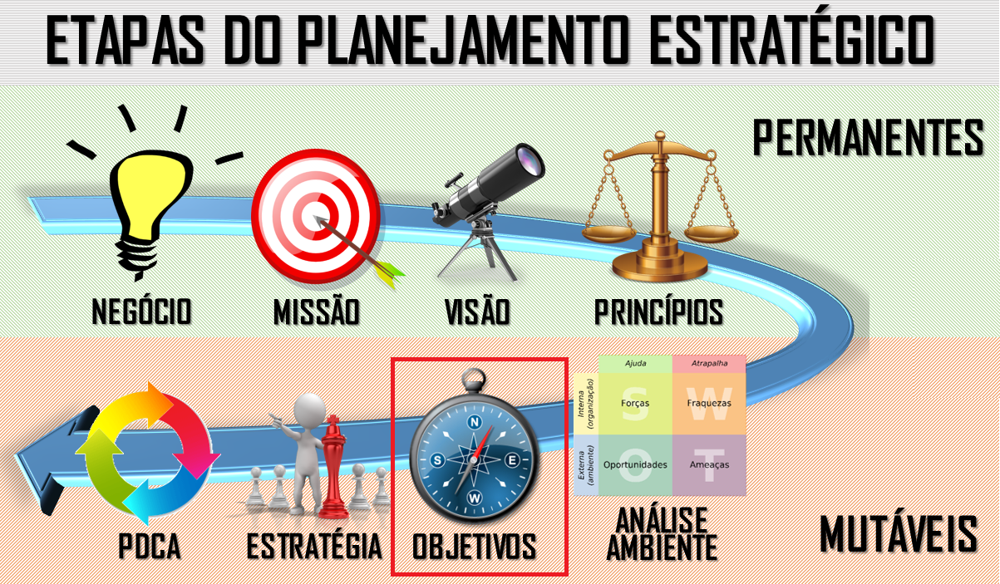 ETAPAS DO PLANEJAMENTO ESTRATÉGICO
PERMANENTES
NEGÓCIO
MISSÃO
VISÃO
PRINCÍPIOS
Ajuda
Atrapalha
Interna
(organização)
S
Forças
W
Fraquezas
Externa
(ambiente)
O
Oportunidades
T
Ameaças
N
S
E
W
PDCA
ESTRATÉGIA
OBJETIVOS
ANÁLISE
AMBIENTE
MUTÁVEIS